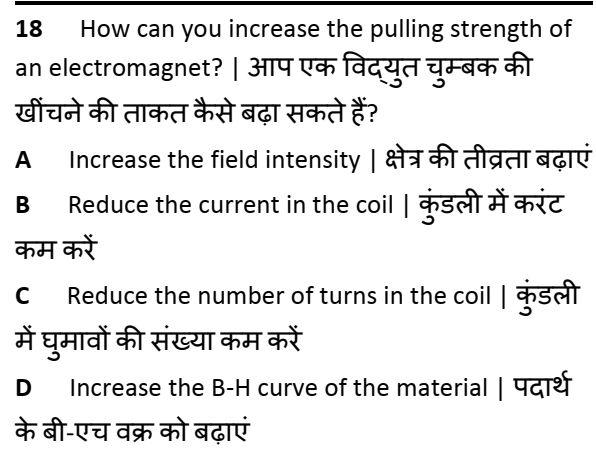 18 How can you increase the pulling strength of
an electromagnet? | आप एक विद्युत चुम्बक की
खींचने की ताकत कैसे बढ़ा सकते हैं?
A Increase the field intensity | क्षेत्र की तीव्रता बढ़ाएं
B Reduce the current in the coil | कुंडली में करंट
कम करें
C Reduce the number of turns in the coil | कुंडली
में घुमावों की संख्या कम करें
D Increase the B-H curve of the material | पदार्थ
के बी-एच वक्र को बढ़ाएं